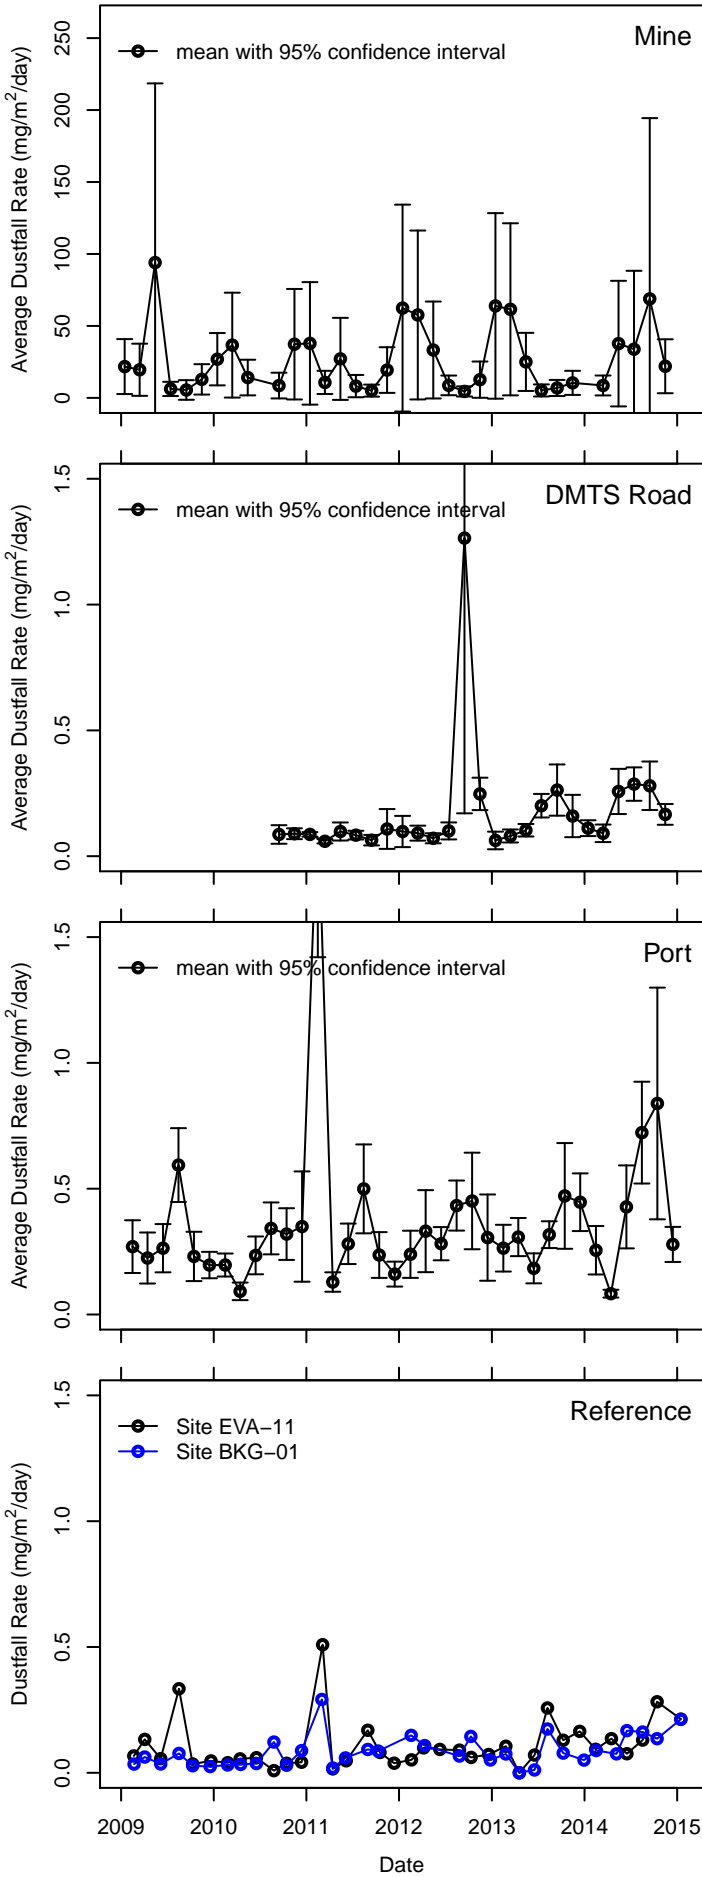 Mine
mean with 95% confidence interval
Average Dustfall Rate (mg/m²/day)
250
200
150
100
50
0
DMTS Road
mean with 95% confidence interval
Average Dustfall Rate (mg/m²/day)
1.5
1.0
0.5
0.0
Port
mean with 95% confidence interval
Average Dustfall Rate (mg/m²/day)
1.5
1.0
0.5
0.0
Reference
Site EVA−11
Site BKG−01
Dustfall Rate (mg/m²/day)
1.5
1.0
0.5
0.0
2009 2010 2011 2012 2013 2014 2015
Date